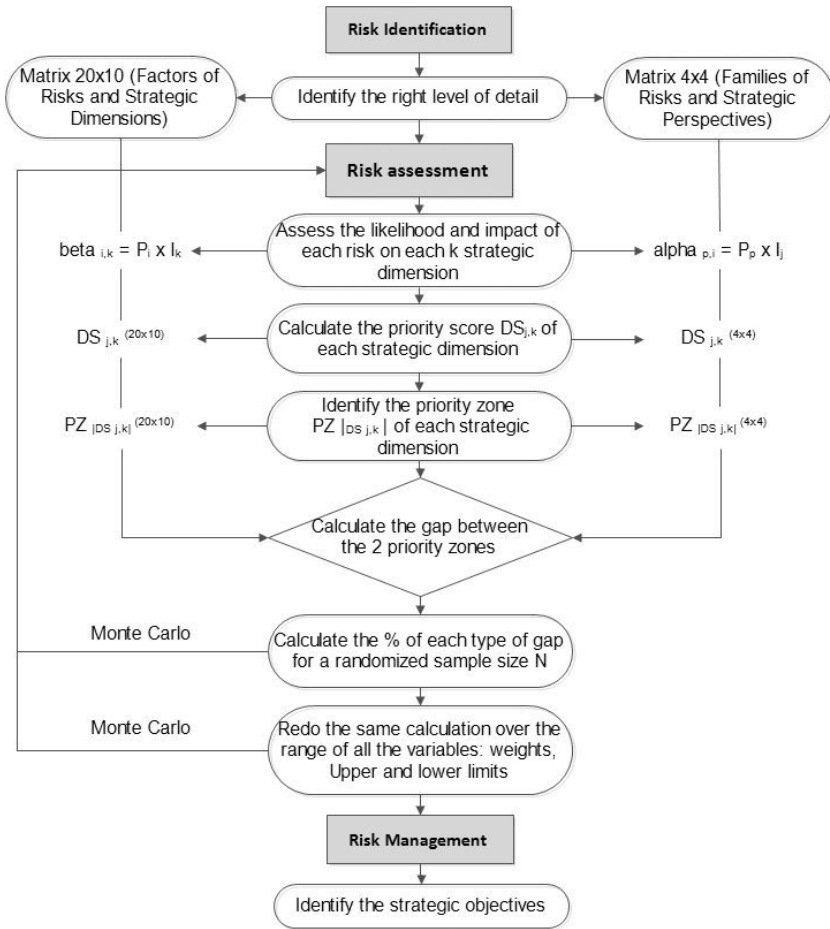 Risk Identification
Matrix 20x10 (Factors of
Risks and Strategic
Dimensions)
Identify the right level of detail
Matrix 4x4 (Families of
Risks and Strategic
Perspectives)
Risk assessment
beta i,k = Pi x Ik
Assess the likelihood and impact of
each risk on each k strategic
dimension
alpha p,i = Pp x Ij
DS j,k (20x10)
Calculate the priority score DSj,k of
each strategic dimension
DS j,k (4x4)
PZ |DS j,k| (20x10)
Identify the priority zone
PZ |DS j,k| of each strategic
dimension
PZ |DS j,k| (4x4)
Calculate the gap between
the 2 priority zones
Monte Carlo
Calculate the % of each type of gap
for a randomized sample size N
Monte Carlo
Redo the same calculation over the
range of all the variables: weights,
Upper and lower limits
Risk Management
Identify the strategic objectives